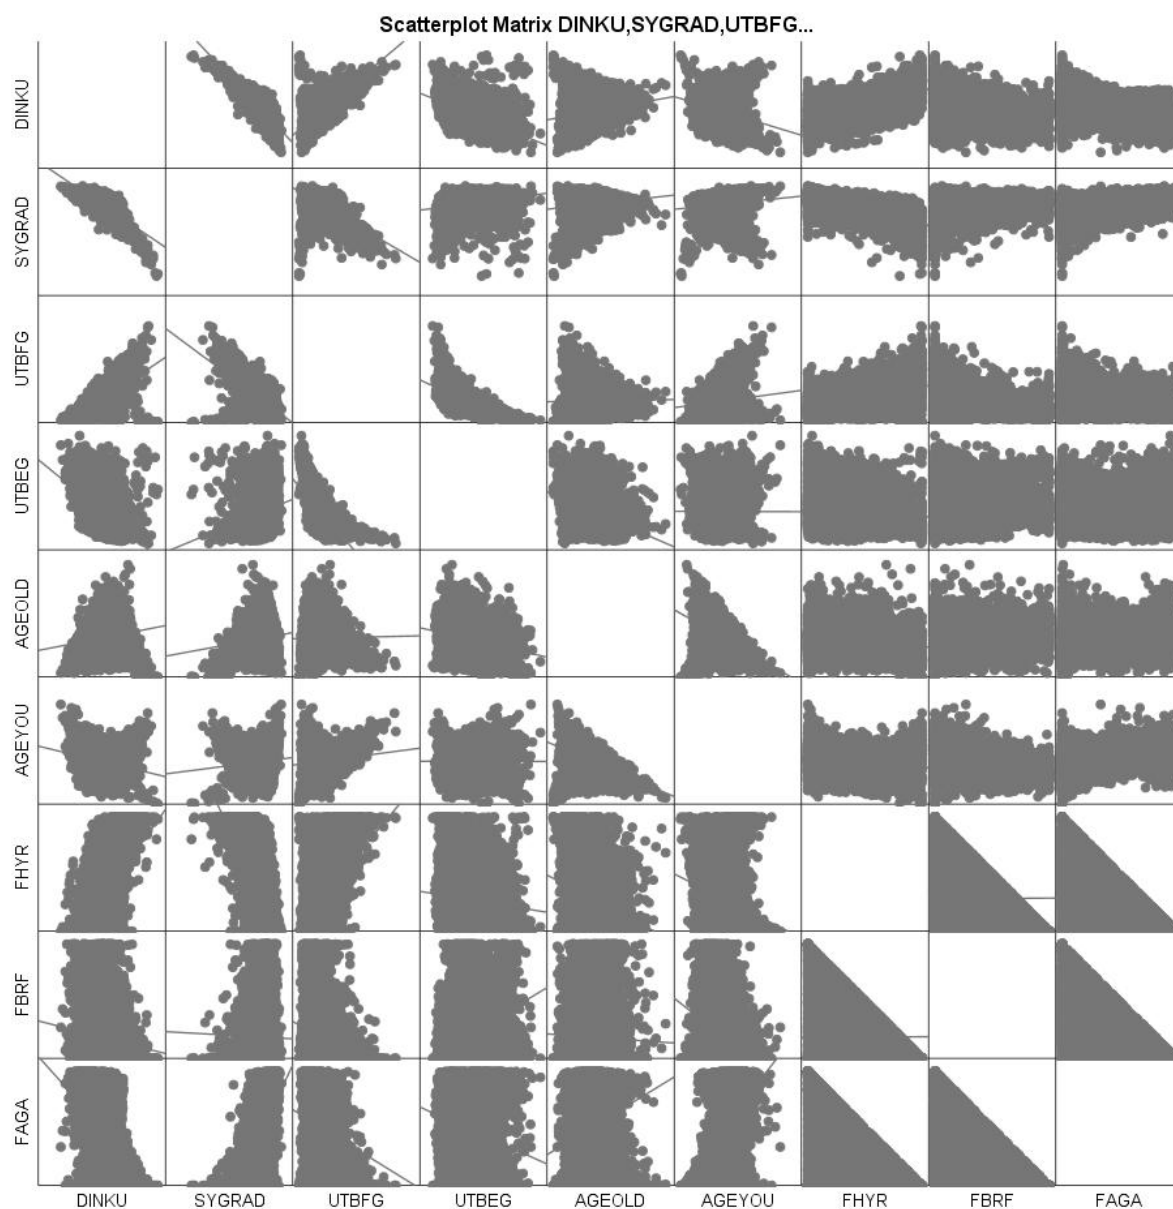 Scatterplot Matrix DINKU,SYGRAD,UTBFG...
DINKU
SYGRAD
UTBFG
UTBEG
AGEOLD
AGEYOU
FHYR
FBRF
FAGA
DINKU SYGRAD UTBFG UTBEG AGEOLD AGEYOU FHYR FBRF FAGA